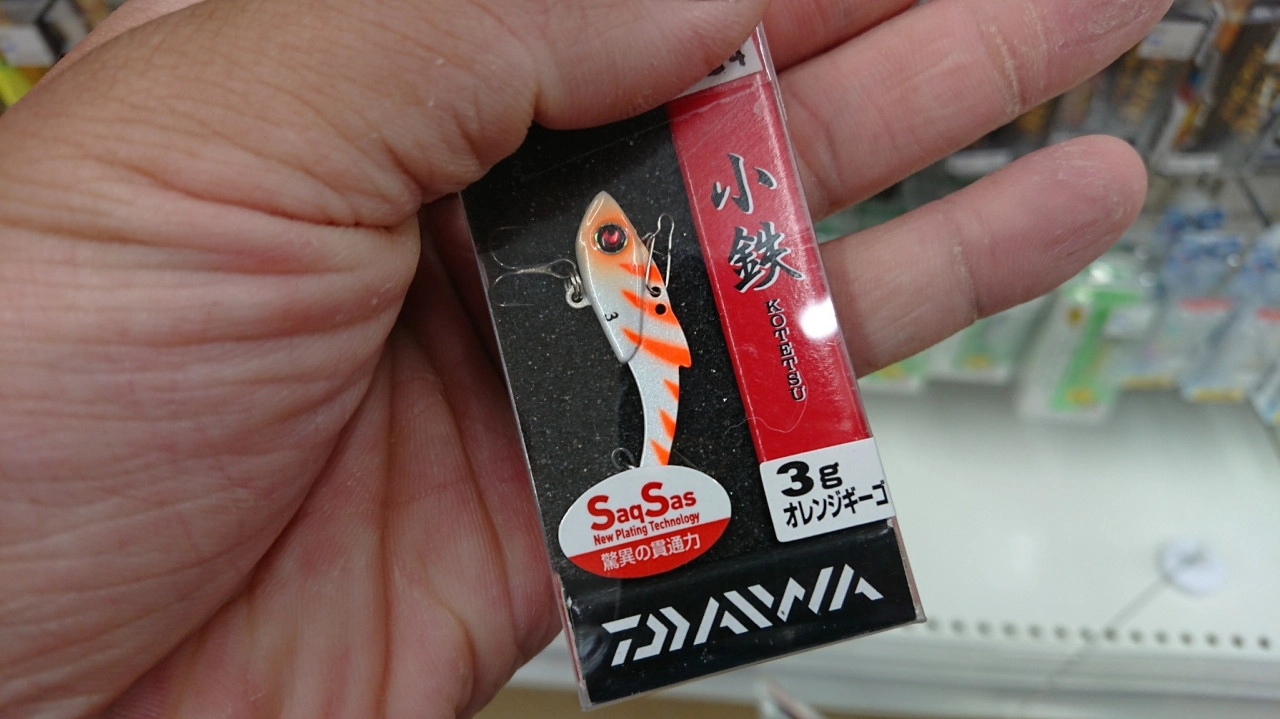 小鉄
KOTETSU
3g
オレンジギーゴ
3
SaqSas
New Plating Technology
驚異の貫通力
DAIWA